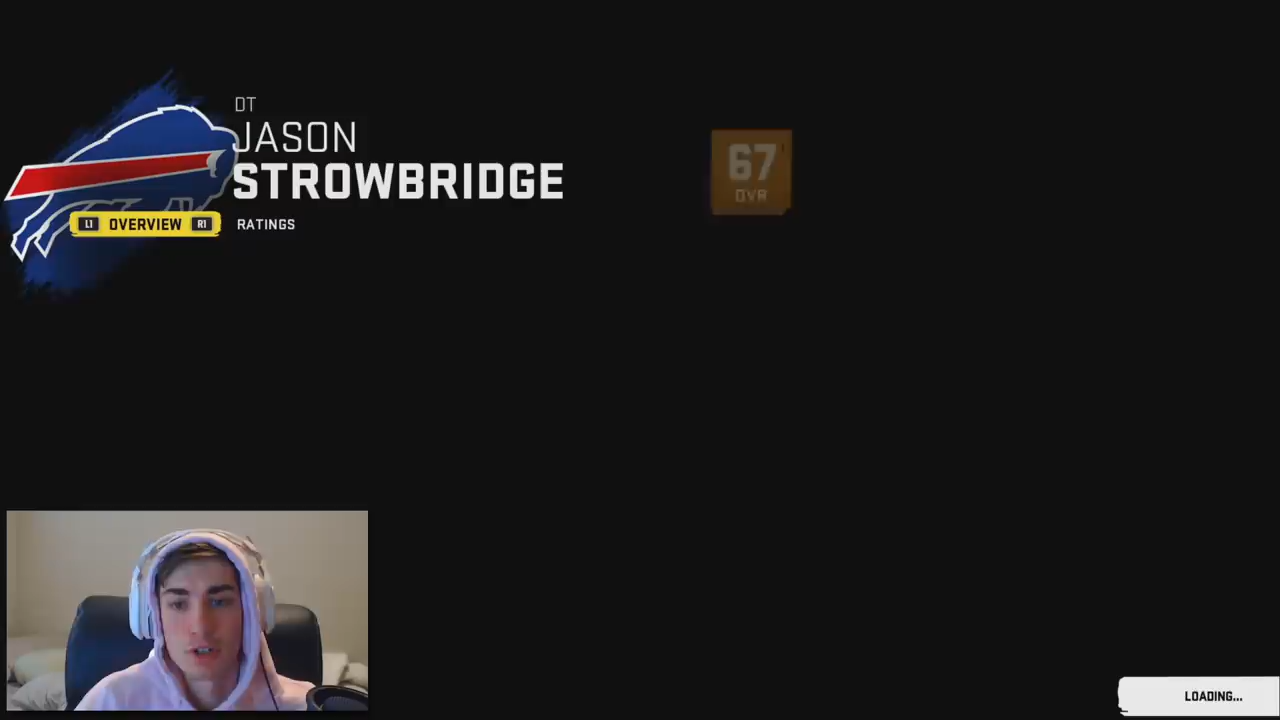 DT
JASON
STROWBRIDGE
67
OVR
L1 OVERVIEW R1 RATINGS
LOADING...